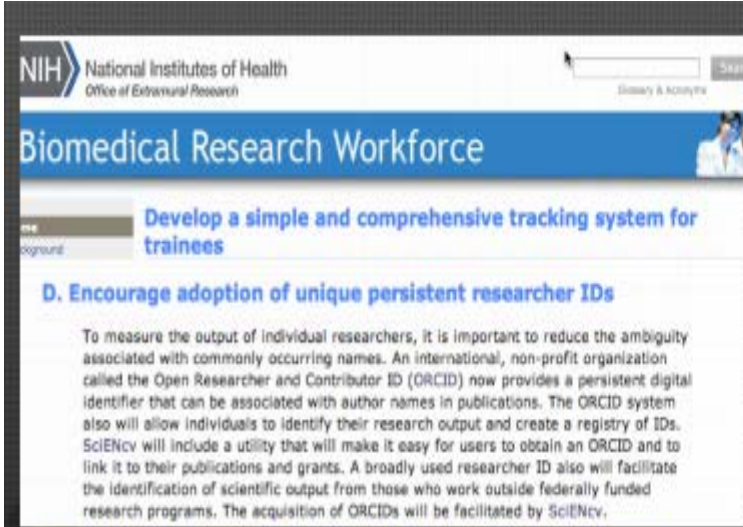 NIH
National Institutes of Health
Office of Extramural Research
Glossary & Acronyms
Biomedical Research Workforce
Develop a simple and comprehensive tracking system for
trainees
D. Encourage adoption of unique persistent researcher IDs
To measure the output of individual researchers, it is important to reduce the ambiguity
associated with commonly occurring names. An international, non-profit organization
called the Open Researcher and Contributor ID (ORCID) now provides a persistent digital
identifier that can be associated with author names in publications. The ORCID system
also will allow individuals to identify their research output and create a registry of IDs.
SciENcv will include a utility that will make it easy for users to obtain an ORCID and to
link it to their publications and grants. A broadly used researcher ID also will facilitate
the identification of scientific output from those who work outside federally funded
research programs. The acquisition of ORCIDs will be facilitated by SciENcv.